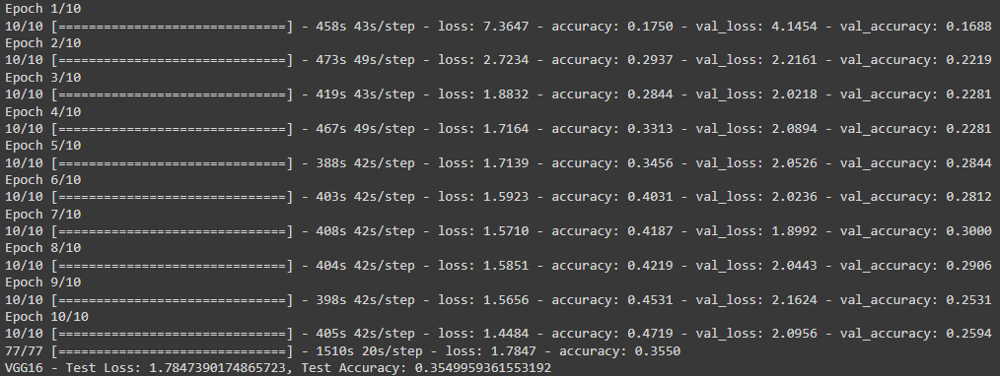 Epoch 1/10
10/10 [==============================] - 458s 43s/step - loss: 7.3647 - accuracy: 0.1750 - val_loss: 4.1454 - val_accuracy: 0.1688
Epoch 2/10
10/10 [==============================] - 473s 49s/step - loss: 2.7234 - accuracy: 0.2937 - val_loss: 2.2161 - val_accuracy: 0.2219
Epoch 3/10
10/10 [==============================] - 419s 43s/step - loss: 1.8832 - accuracy: 0.2844 - val_loss: 2.0218 - val_accuracy: 0.2281
Epoch 4/10
10/10 [==============================] - 467s 49s/step - loss: 1.7164 - accuracy: 0.3313 - val_loss: 2.0894 - val_accuracy: 0.2281
Epoch 5/10
10/10 [==============================] - 388s 42s/step - loss: 1.7139 - accuracy: 0.3456 - val_loss: 2.0526 - val_accuracy: 0.2844
Epoch 6/10
10/10 [==============================] - 403s 42s/step - loss: 1.5923 - accuracy: 0.4031 - val_loss: 2.0236 - val_accuracy: 0.2812
Epoch 7/10
10/10 [==============================] - 408s 42s/step - loss: 1.5710 - accuracy: 0.4187 - val_loss: 1.8992 - val_accuracy: 0.3000
Epoch 8/10
10/10 [==============================] - 404s 42s/step - loss: 1.5851 - accuracy: 0.4219 - val_loss: 2.0443 - val_accuracy: 0.2906
Epoch 9/10
10/10 [==============================] - 398s 42s/step - loss: 1.5656 - accuracy: 0.4531 - val_loss: 2.1624 - val_accuracy: 0.2531
Epoch 10/10
10/10 [==============================] - 405s 42s/step - loss: 1.4484 - accuracy: 0.4719 - val_loss: 2.0956 - val_accuracy: 0.2594
77/77 [==============================] - 1510s 20s/step - loss: 1.7847 - accuracy: 0.3550
VGG16 - Test Loss: 1.7847390174865723, Test Accuracy: 0.3549959361553192